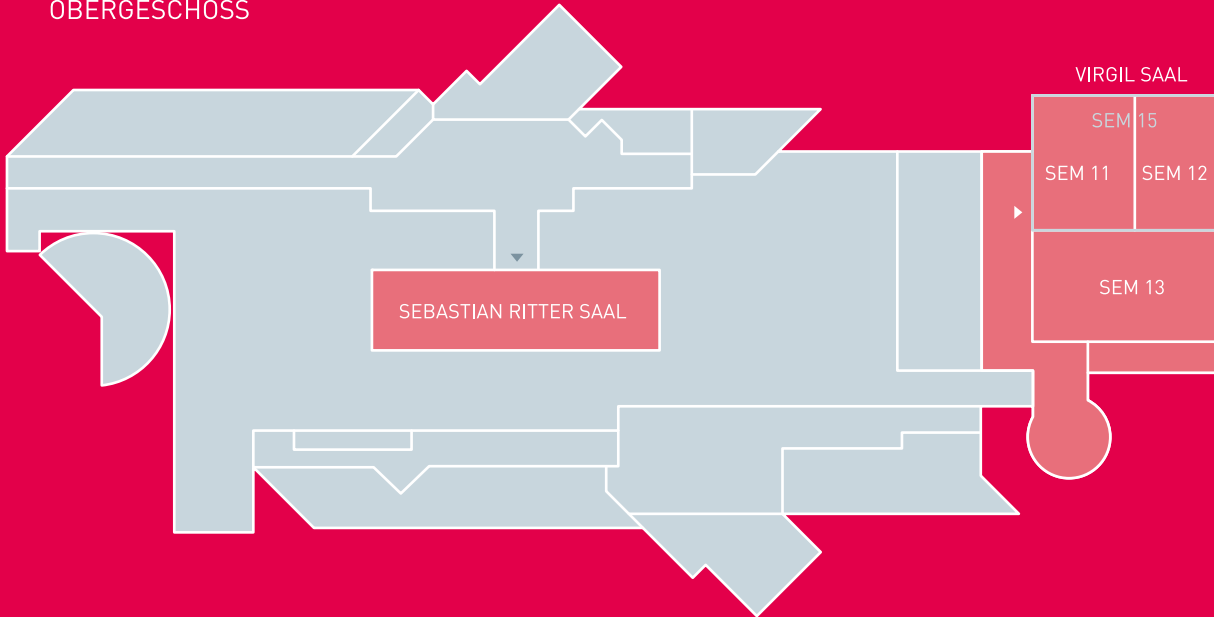 OBERGESCHOSS
VIRGIL SAAL
SEM 15
SEM 11
SEM 12
SEM 13
SEBASTIAN RITTER SAAL